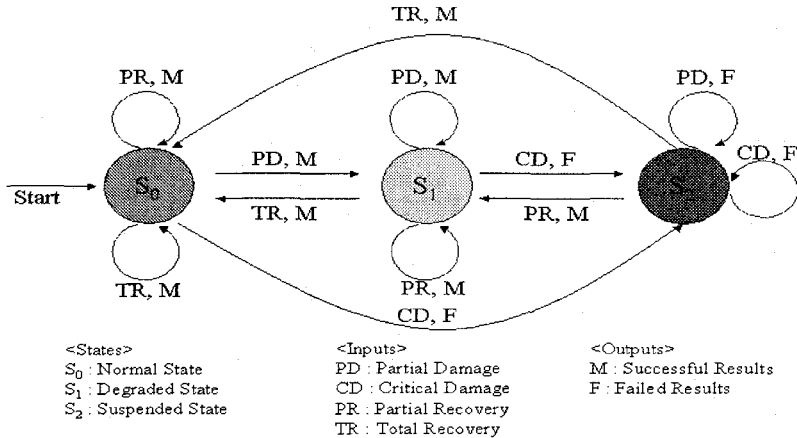 TR, M
PR, M
PD, M
PD, F
PD, M
CD, F
CD, F
Start
S0
S1
TR, M
PR, M
TR, M
PR, M
CD, F
<States>
S0 : Normal State
S1 : Degraded State
S2 : Suspended State
<Inputs>
PD : Partial Damage
CD : Critical Damage
PR : Partial Recovery
TR : Total Recovery
<Outputs>
M : Successful Results
F : Failed Results